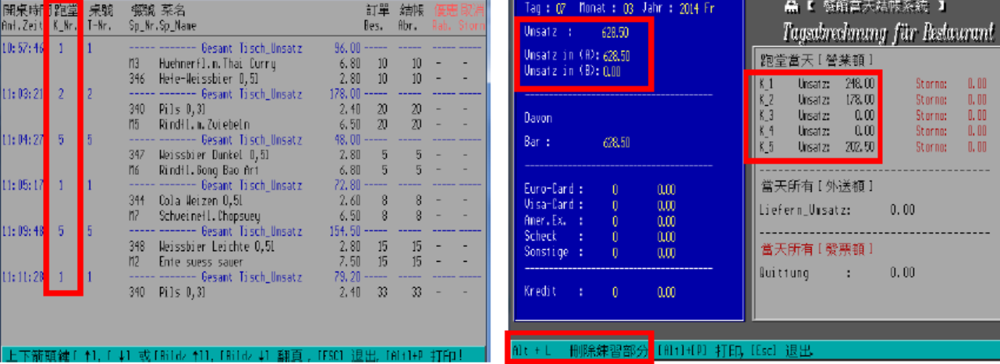 開桌時間 跑堂 桌號 餐號 菜名 訂單 結帳 優惠 取消
Anf.Zeit K_Nr. T-Nr. Sp_Nr.Sp_Name Bes. Abr. Rab. Storn
10:57:46 1 1 ----- ------- Gesamt Tisch_Umsatz 96.00 ----- ----- ----- -----
M3 Huehnerfl.m.Thai Curry 6.80 10 10 - -
346 Hefe-Weissbier 0,5l 2.80 10 10 - -
11:03:21 2 2 ----- ------- Gesamt Tisch_Umsatz 178.00 ----- ----- ----- -----
340 Pils 0,3l 2.40 20 20 - -
M5 Rindfl.m.Zwiebeln 6.50 20 20 - -
11:04:27 5 5 ----- ------- Gesamt Tisch_Umsatz 48.00 ----- ----- ----- -----
347 Weissbier Dunkel 0,5l 2.80 5 5 - -
M6 Rindfl.Gong Bao Art 6.80 5 5 - -
11:05:17 1 1 ----- ------- Gesamt Tisch_Umsatz 72.80 ----- ----- ----- -----
344 Cola Weizen 0,5l 2.60 8 8 - -
M7 Schweinefl.Chopsuey 6.50 8 8 - -
11:09:48 5 5 ----- ------- Gesamt Tisch_Umsatz 154.50 ----- ----- ----- -----
348 Weissbier Leichte 0,5l 2.80 15 15 - -
M2 Ente suess sauer 7.50 15 15 - -
11:11:28 1 1 ----- ------- Gesamt Tisch_Umsatz 79.20 ----- ----- ----- -----
340 Pils 0,3l 2.40 33 33 - -
上下箭頭鍵[ ↑], [ ↓] 或[Bild< ↑]], [Bild< ↓] 翻頁, [ESC] 退出, [Alt]+P 打印!
Tag : 07 Monat : 03 Jahr : 2014 Fr
Umsatz : 628.50
Umsatz in (A): 628.50
Umsatz in (B): 0.00
Davon
Bar : 628.50
Euro-Card : 0 0.00
Visa-Card : 0 0.00
Amer.Ex. : 0 0.00
Scheck : 0 0.00
Sonstige : 0 0.00
Kredit : 0 0.00
【 當天結帳系統 】
Tagsabrechnung für Restaurant
跑堂當天 [ 營業額 ]
K_1 Umsatz: 248.00 Storno: 0.00
K_2 Umsatz: 178.00 Storno: 0.00
K_3 Umsatz: 0.00 Storno: 0.00
K_4 Umsatz: 0.00 Storno: 0.00
K_5 Umsatz: 202.50 Storno: 0.00
當天所有 [ 外送額 ]
Liefern_Umsatz: 0.00
當天所有 [ 發票額 ]
Quittung : 0.00
Alt + L 刪除練習部分 [Alt]+[P] 打印, [Esc] 退出